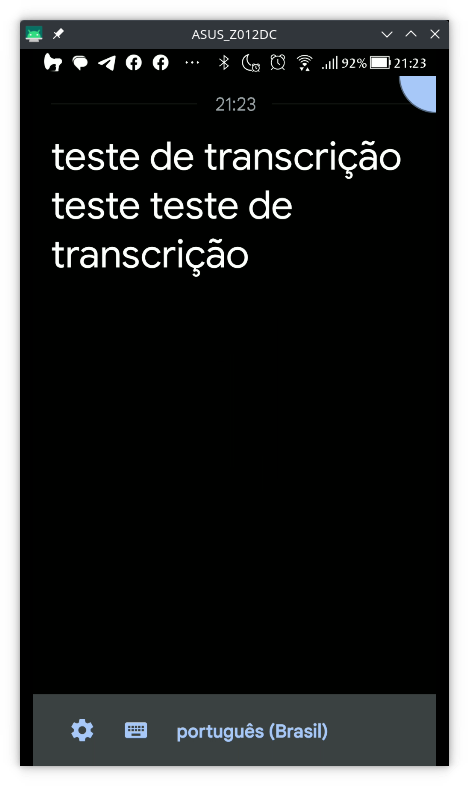 ASUS_Z012DC
92% 21:23
21:23
teste de transcrição
teste teste de
transcrição
português (Brasil)